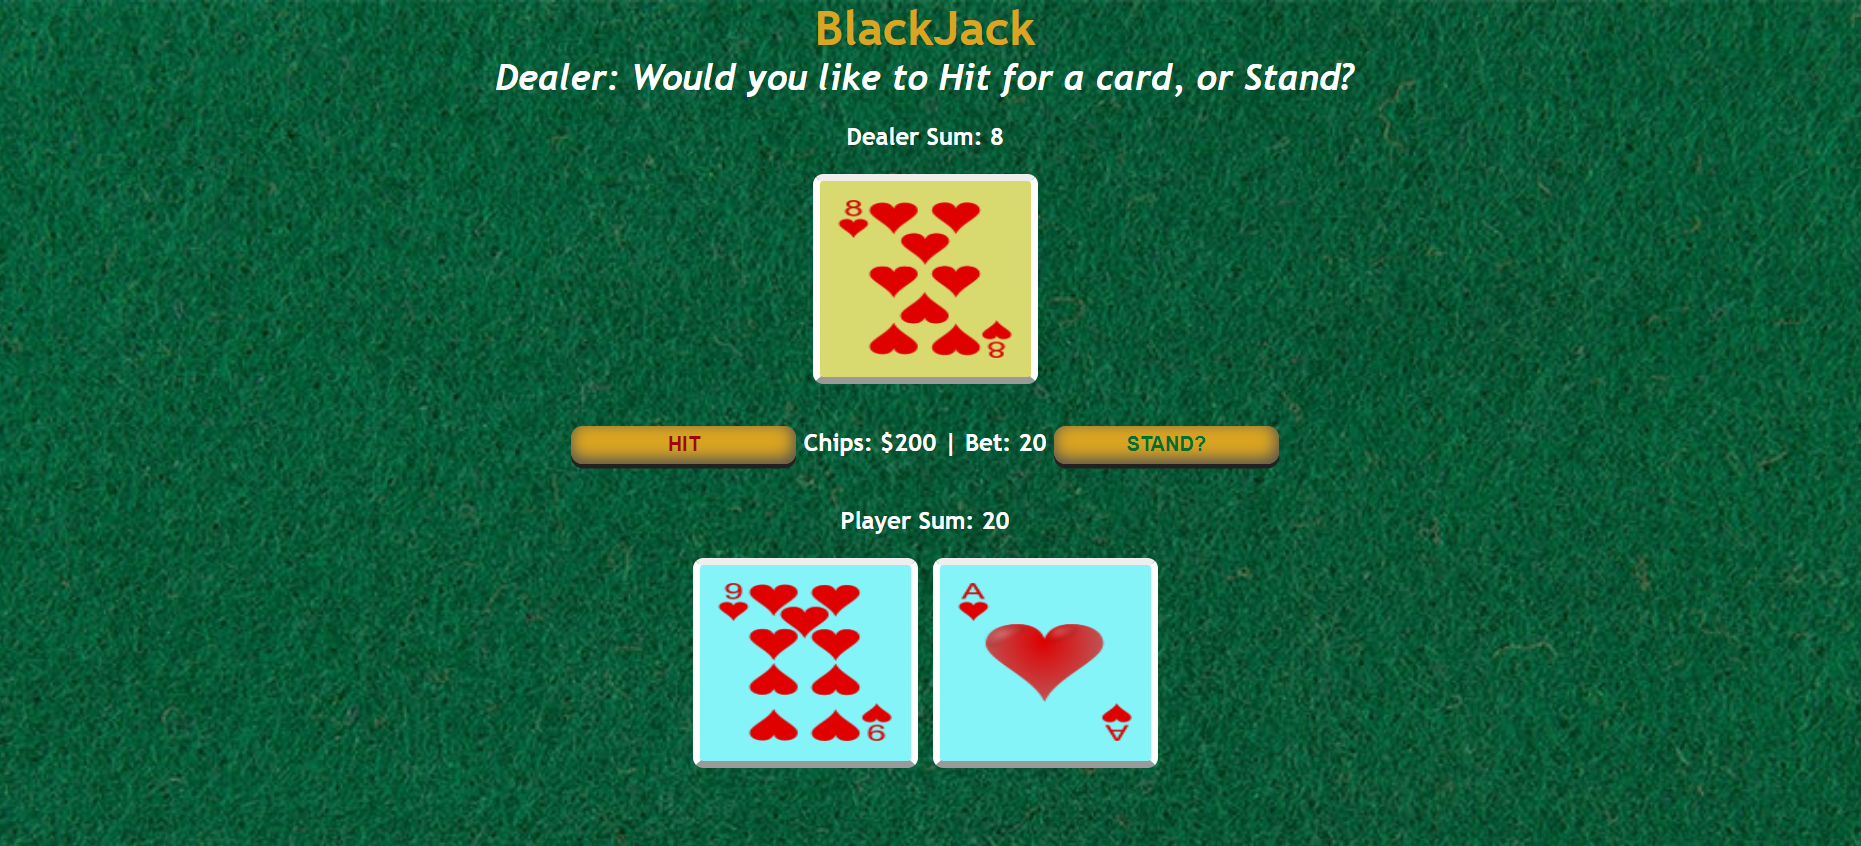 BlackJack
Dealer: Would you like to Hit for a card, or Stand?
Dealer Sum: 8
8
8
HIT Chips: $200 | Bet: 20 STAND?
Player Sum: 20
9 A
9 A